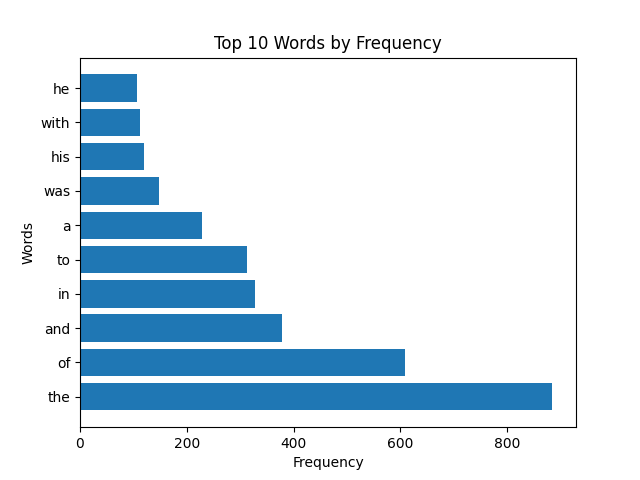 Top 10 Words by Frequency
he
with
his
was
a
to
in
and
of
the
Words
0 200 400 600 800
Frequency